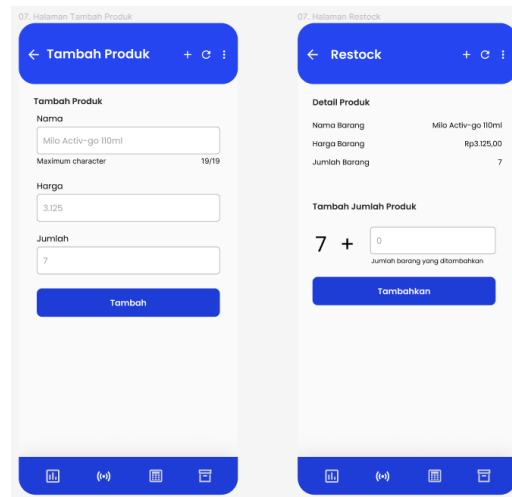 07. Halaman Tambah Produk
Tambah Produk
Tambah Produk
Nama
Milo Activ-go 110ml
Maximum character 19/19
Harga
3.125
Jumlah
7
Tambah
07. Halaman Restock
Restock
Detail Produk
Nama Barang Milo Activ-go 110ml
Harga Barang Rp3.125,00
Jumlah Barang 7
Tambah Jumlah Produk
7 + 0
Jumlah barang yang ditambahkan
Tambahkan